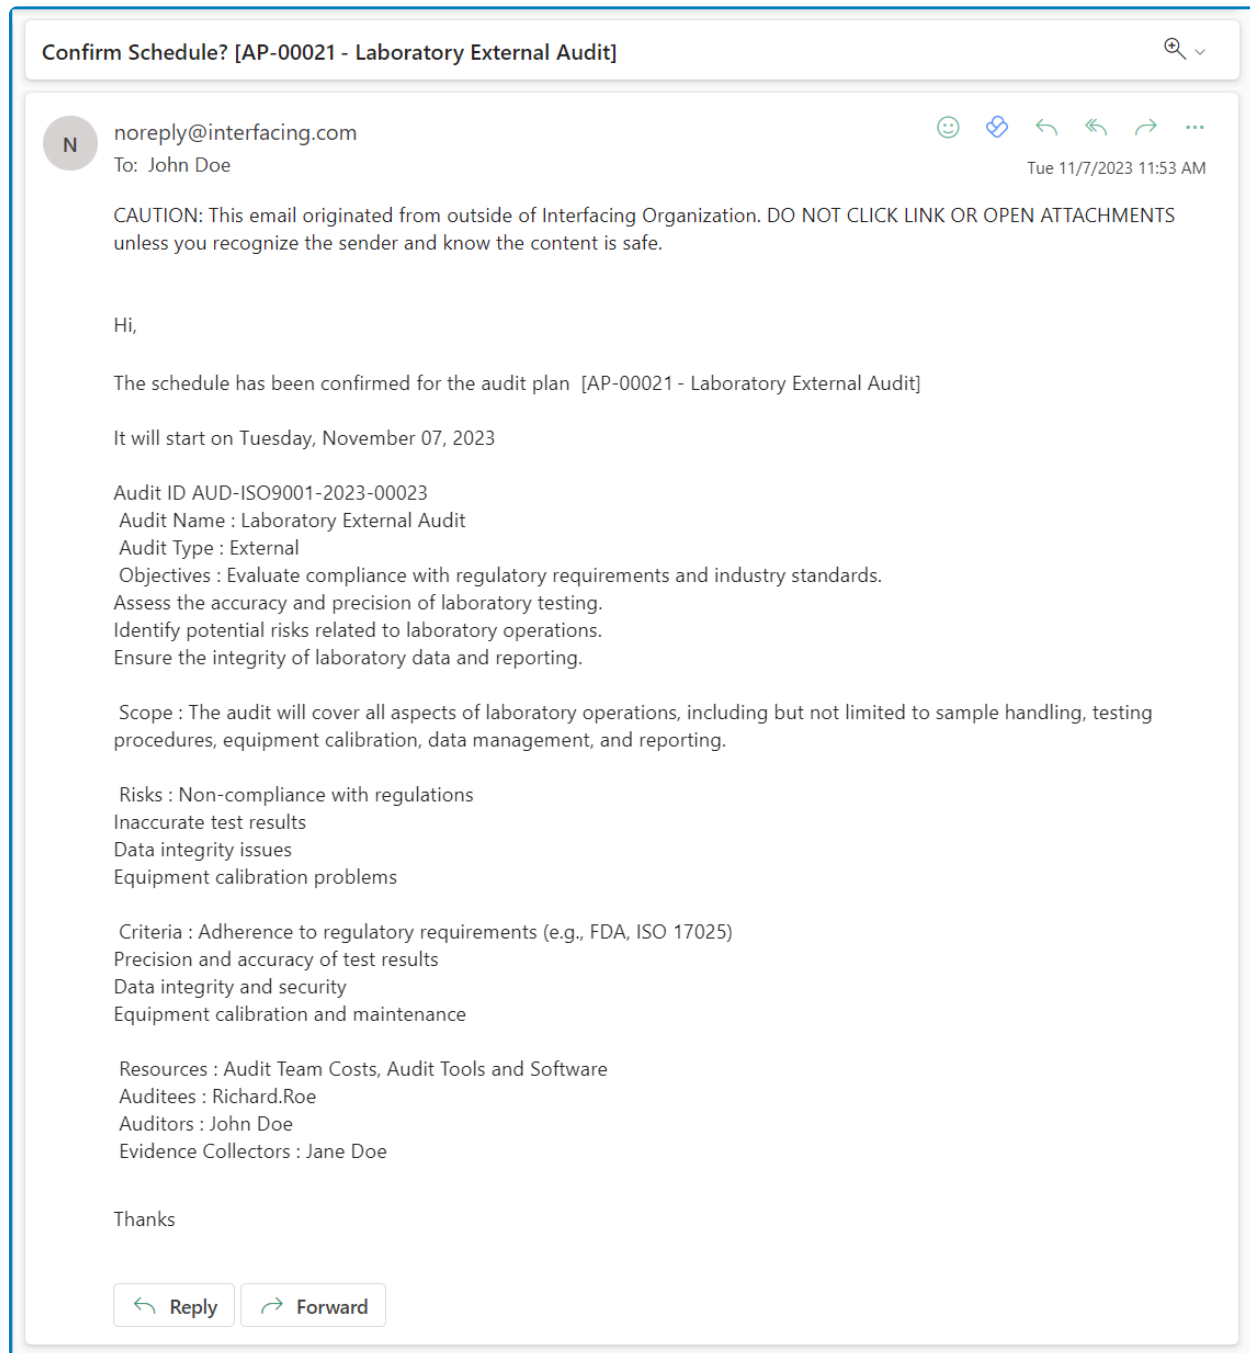 Confirm Schedule? [AP-00021 - Laboratory External Audit]
N
noreply@interfacing.com
To: John Doe
Tue 11/7/2023 11:53 AM
CAUTION: This email originated from outside of Interfacing Organization. DO NOT CLICK LINK OR OPEN ATTACHMENTS
unless you recognize the sender and know the content is safe.
Hi,
The schedule has been confirmed for the audit plan  [AP-00021 - Laboratory External Audit]
It will start on Tuesday, November 07, 2023
Audit ID AUD-ISO9001-2023-00023
Audit Name : Laboratory External Audit
Audit Type : External
Objectives : Evaluate compliance with regulatory requirements and industry standards.
Assess the accuracy and precision of laboratory testing.
Identify potential risks related to laboratory operations.
Ensure the integrity of laboratory data and reporting.
Scope : The audit will cover all aspects of laboratory operations, including but not limited to sample handling, testing
procedures, equipment calibration, data management, and reporting.
Risks : Non-compliance with regulations
Inaccurate test results
Data integrity issues
Equipment calibration problems
Criteria : Adherence to regulatory requirements (e.g., FDA, ISO 17025)
Precision and accuracy of test results
Data integrity and security
Equipment calibration and maintenance
Resources : Audit Team Costs, Audit Tools and Software
Auditees : Richard.Roe
Auditors : John Doe
Evidence Collectors : Jane Doe
Thanks
Reply
Forward